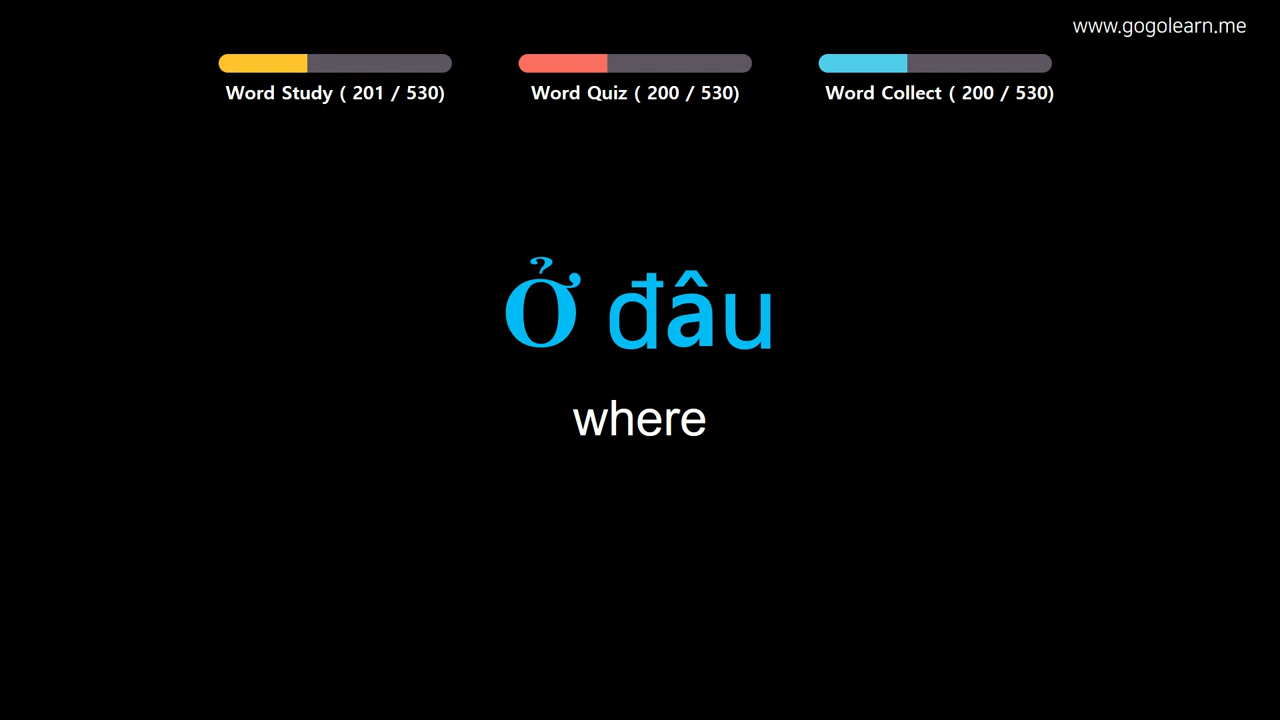 www.gogolearn.me
Word Study ( 201 / 530)
Word Quiz ( 200 / 530)
Word Collect ( 200 / 530)
Ở đâu
where